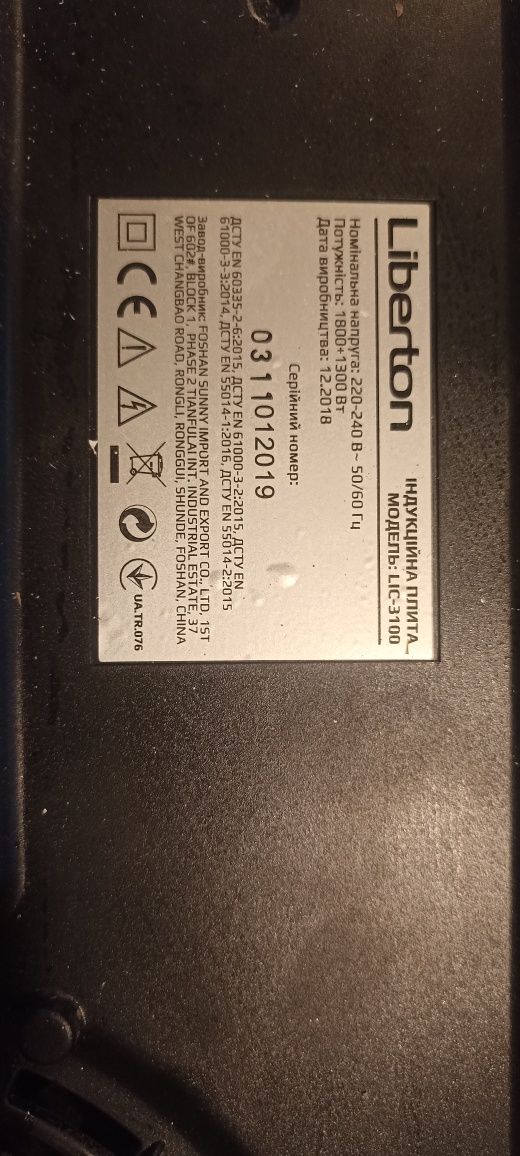 Liberton
ІНДУКЦІЙНА ПЛИТА
МОДЕЛЬ: LIC-3100
Номінальна напруга: 220-240 В~ 50/60 Гц
Потужність: 1800+1300 Вт
Дата виробництва: 12.2018
Серійний номер:
0311012019
ДСТУ EN 60335-2-6:2015, ДСТУ EN 61000-3-2:2015, ДСТУ EN
61000-3-3:2014, ДСТУ EN 55014-1:2016, ДСТУ EN 55014-2:2015
Завод-виробник: FOSHAN SUNNY IMPORT AND EXPORT CO., LTD, 1ST
OF 602#, BLOCK 1, PHASE 2 TIANFULAI INT. INDUSTRIAL ESTATE, 37
WEST CHANGBAO ROAD, RONGLI, RONGGUI, SHUNDE, FOSHAN, CHINA
CE
UA.TR.076